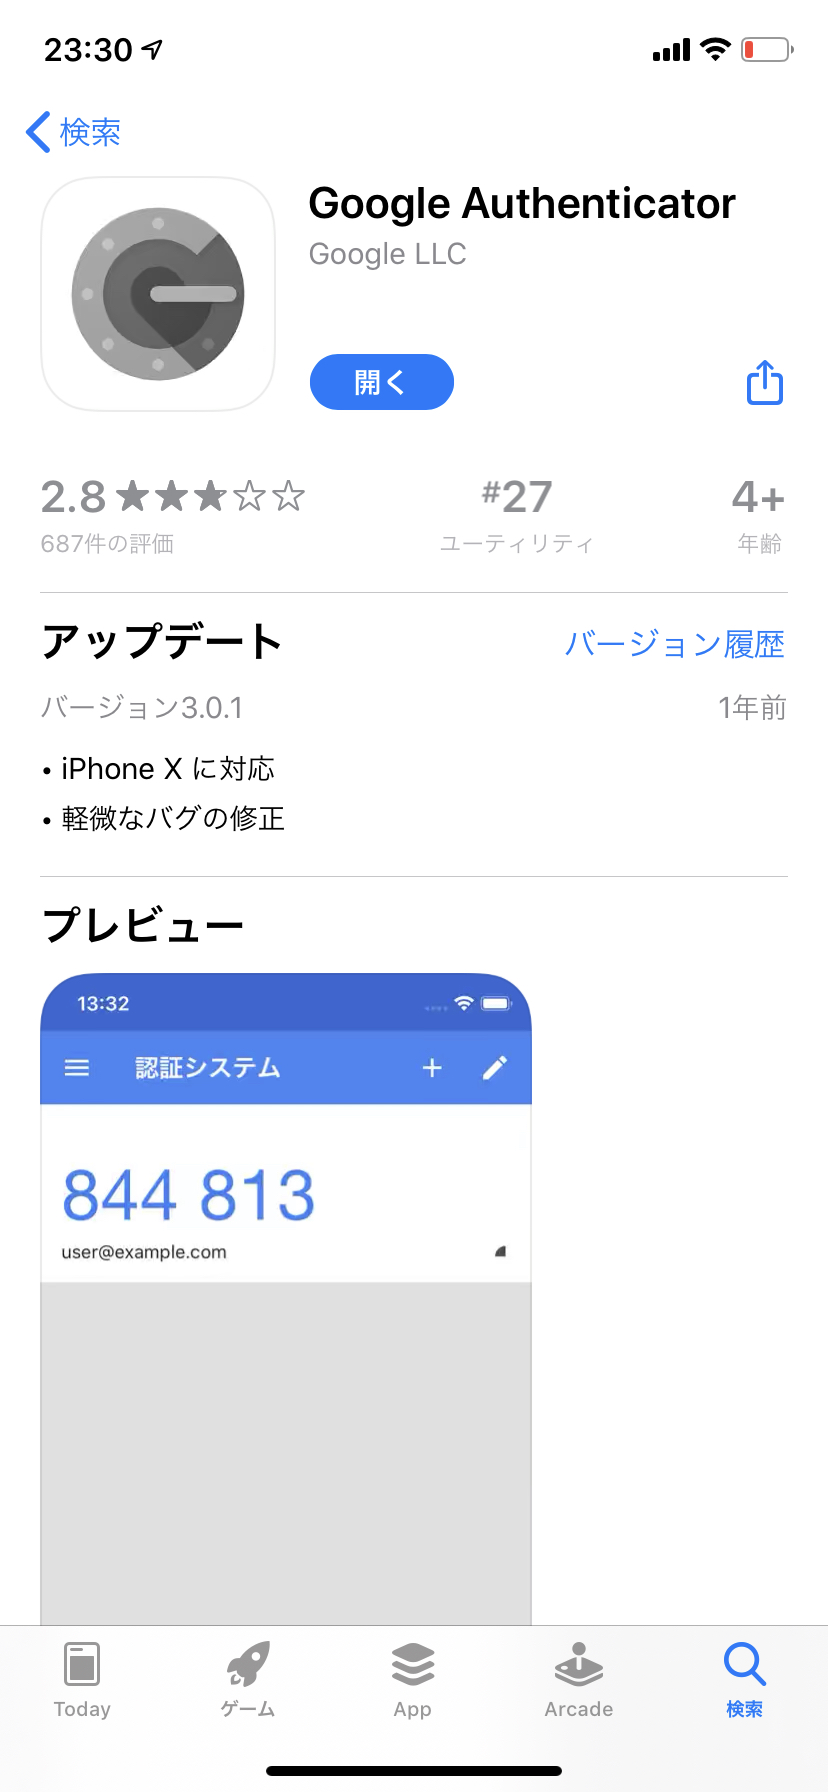 23:30
検索
Google Authenticator
Google LLC
開く
2.8
#27
4+
687件の評価
ユーティリティ
年齢
アップデート
バージョン履歴
バージョン3.0.1
1年前
• iPhone X に対応
• 軽微なバグの修正
プレビュー
13:32
認証システム
844 813
user@example.com
Today
ゲーム
App
Arcade
検索